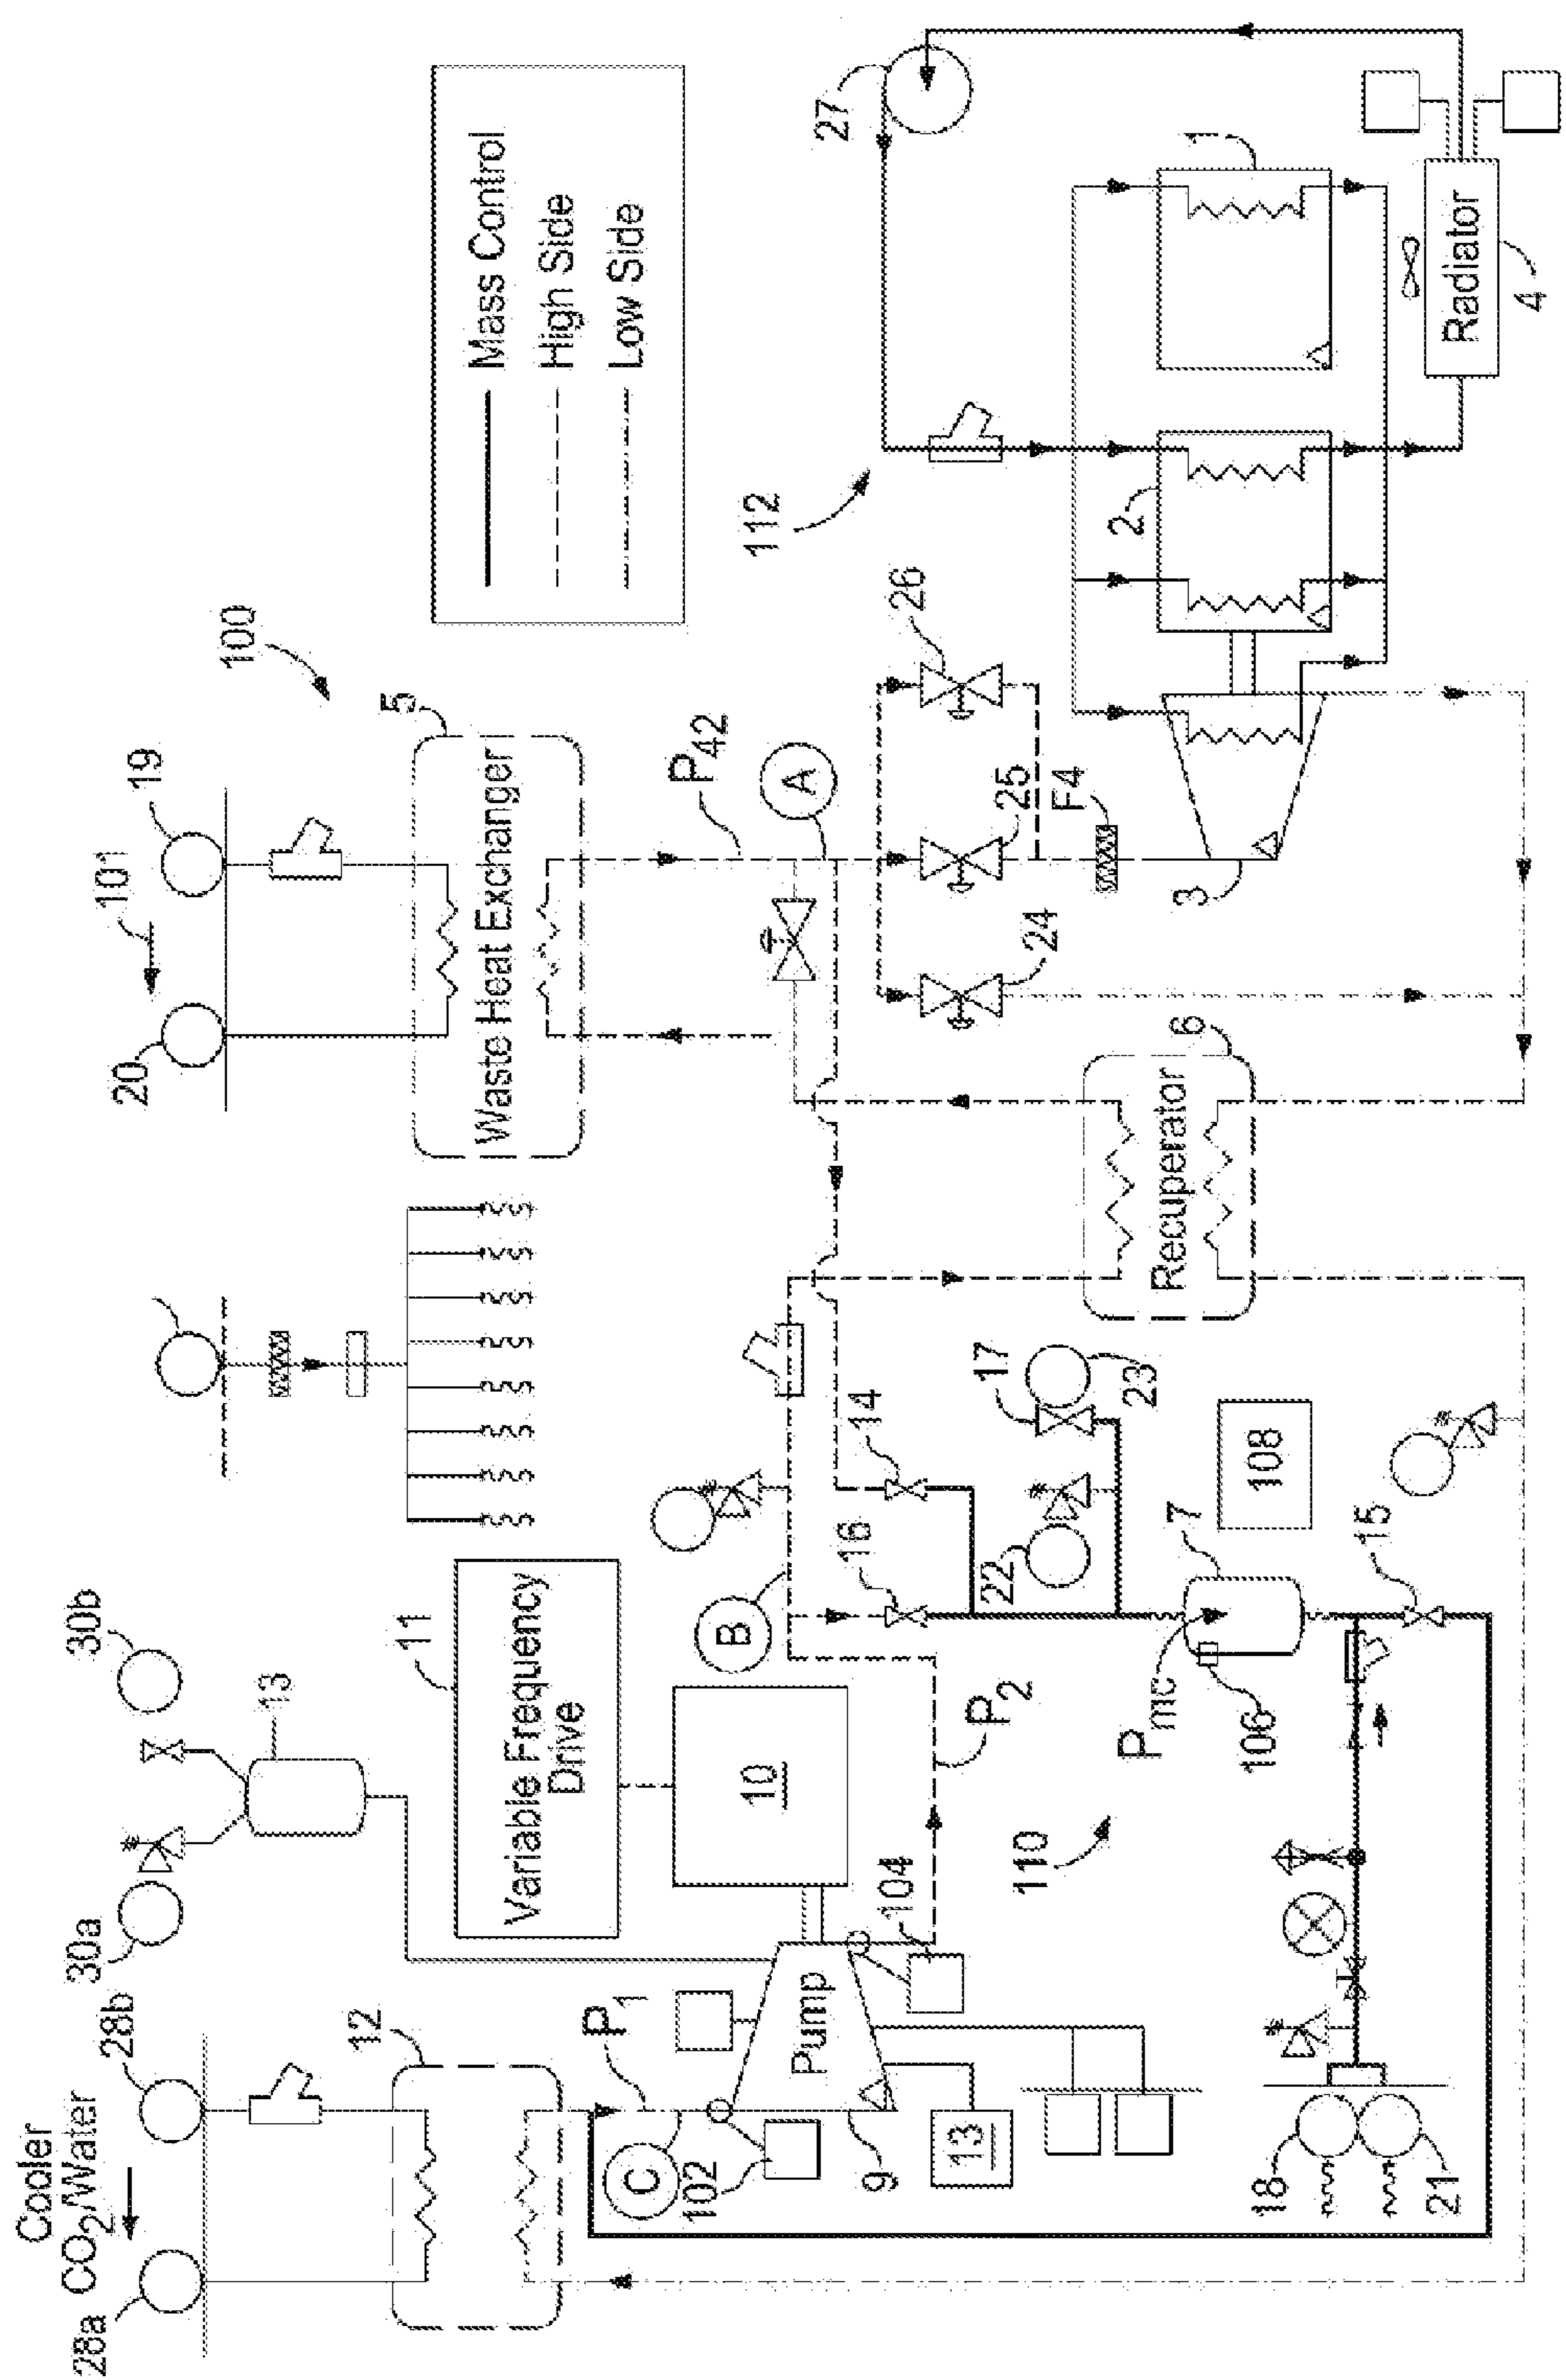 Cooler
CO2/Water
28a
28b
30a
30b
13
12
11
Variable Frequency
Drive
10
P1
Pump
C
102
9
13
104
P2
B
16
14
17
23
22
110
Pmc
106
7
108
15
18
21
20
101
19
100
5
Waste Heat Exchanger
P42
A
24
25
26
F4
3
6
Recuperator
112
2
1
27
Radiator
4
Mass Control
High Side
Low Side